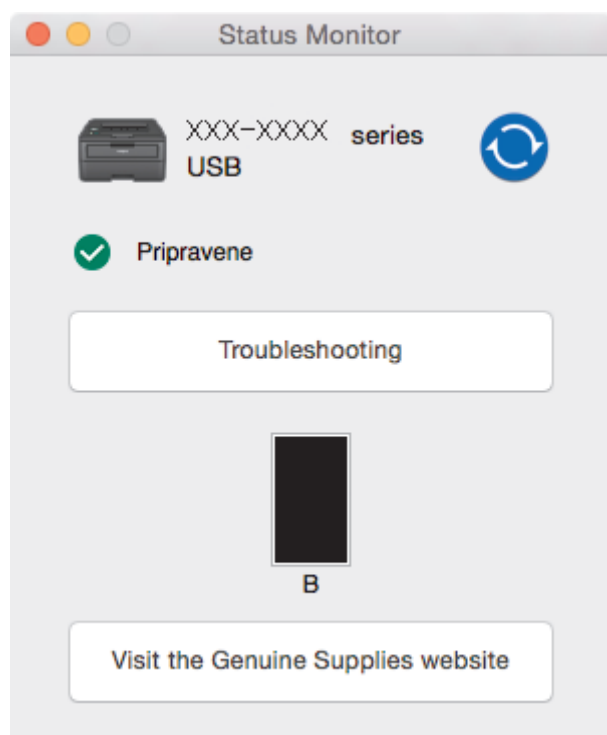 Status Monitor
XXX-XXXX series
USB
Pripravene
Troubleshooting
B
Visit the Genuine Supplies website